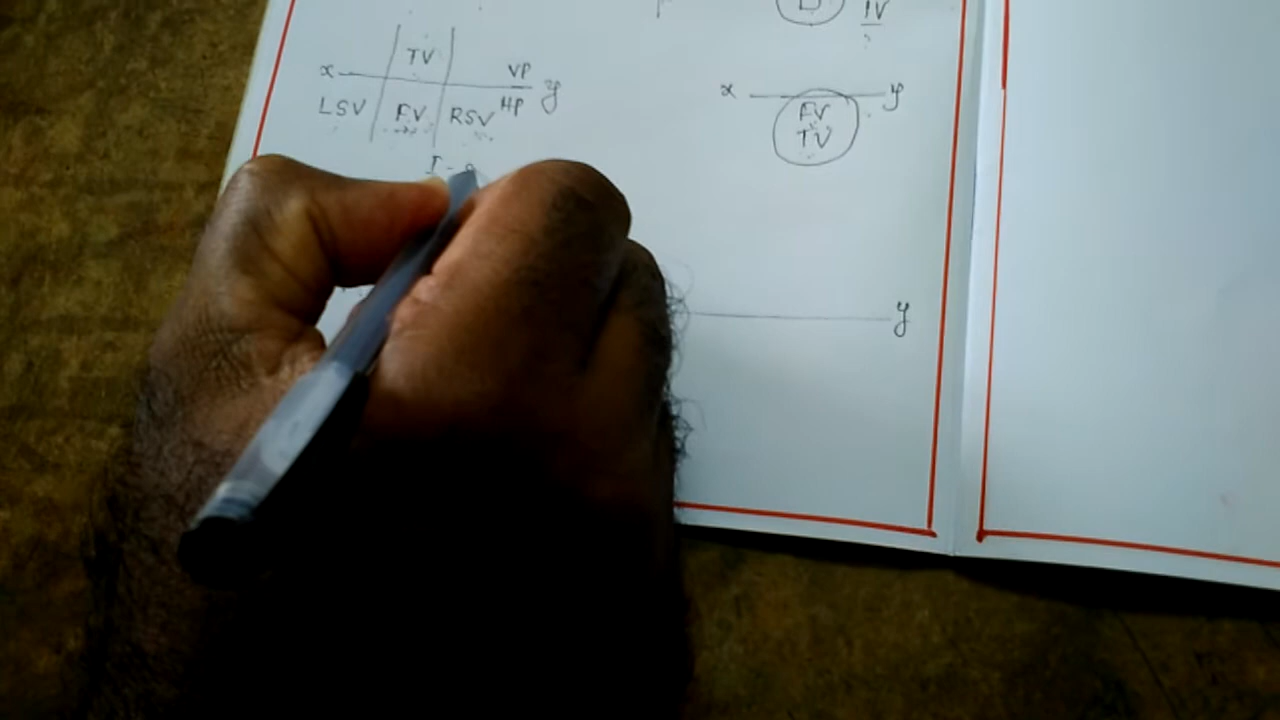 IV
TV
x VP y
LSV FV RSV HP
I -
x y
FV
TV
y